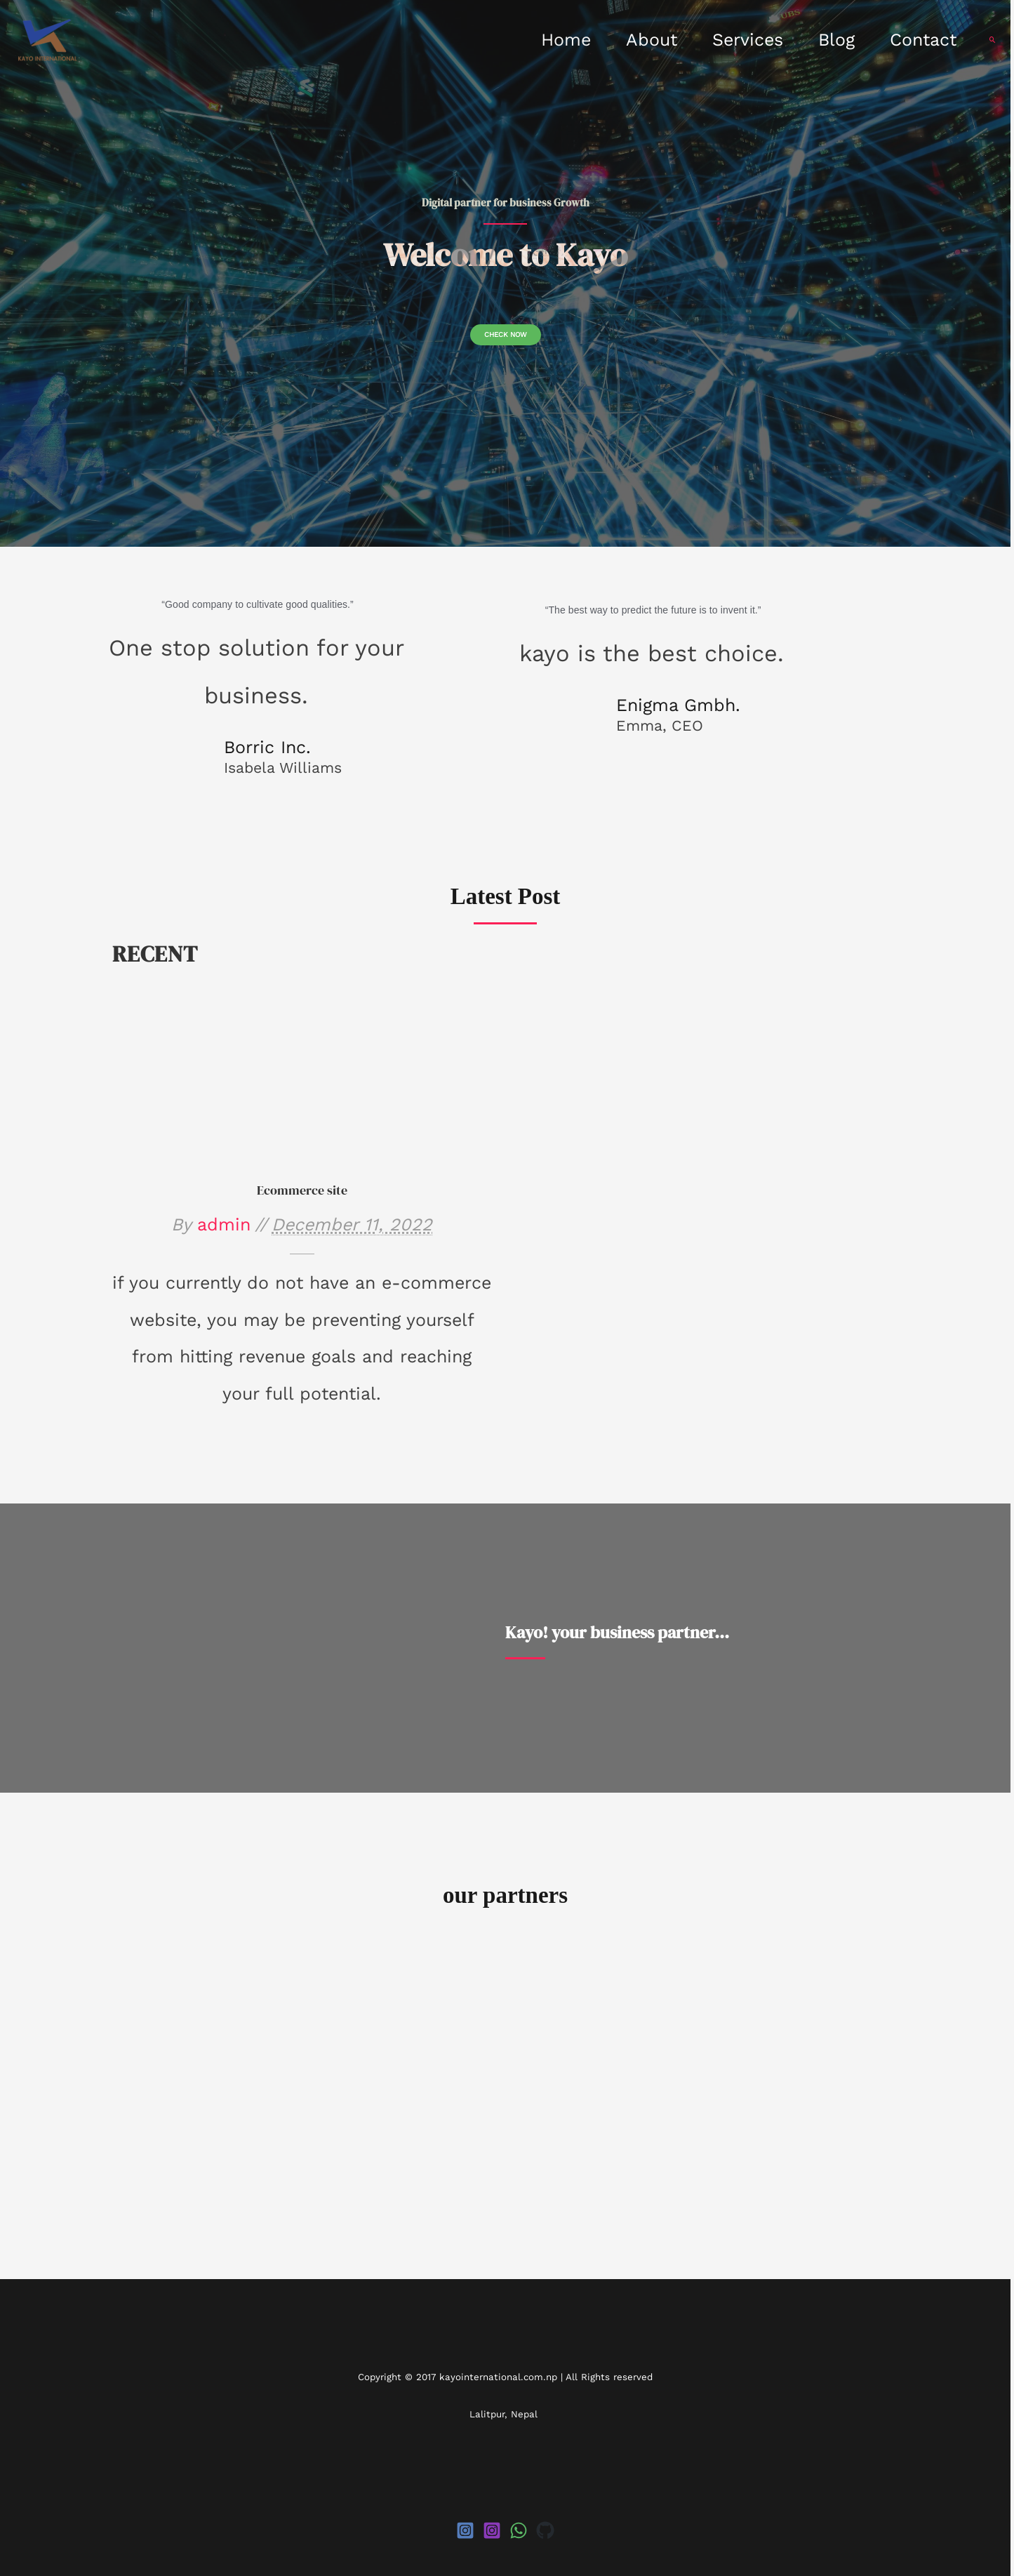 KAYO INTERNATIONAL
Home About Services Blog Contact
Digital partner for business Growth
Welcome to Kayo
CHECK NOW
“Good company to cultivate good qualities.”
One stop solution for your
business.
Borric Inc.
Isabela Williams
“The best way to predict the future is to invent it.”
kayo is the best choice.
Enigma Gmbh.
Emma, CEO
Latest Post
RECENT
Ecommerce site
By admin // December 11, 2022
if you currently do not have an e-commerce
website, you may be preventing yourself
from hitting revenue goals and reaching
your full potential.
Kayo! your business partner...
our partners
Copyright © 2017 kayointernational.com.np | All Rights reserved
Lalitpur, Nepal